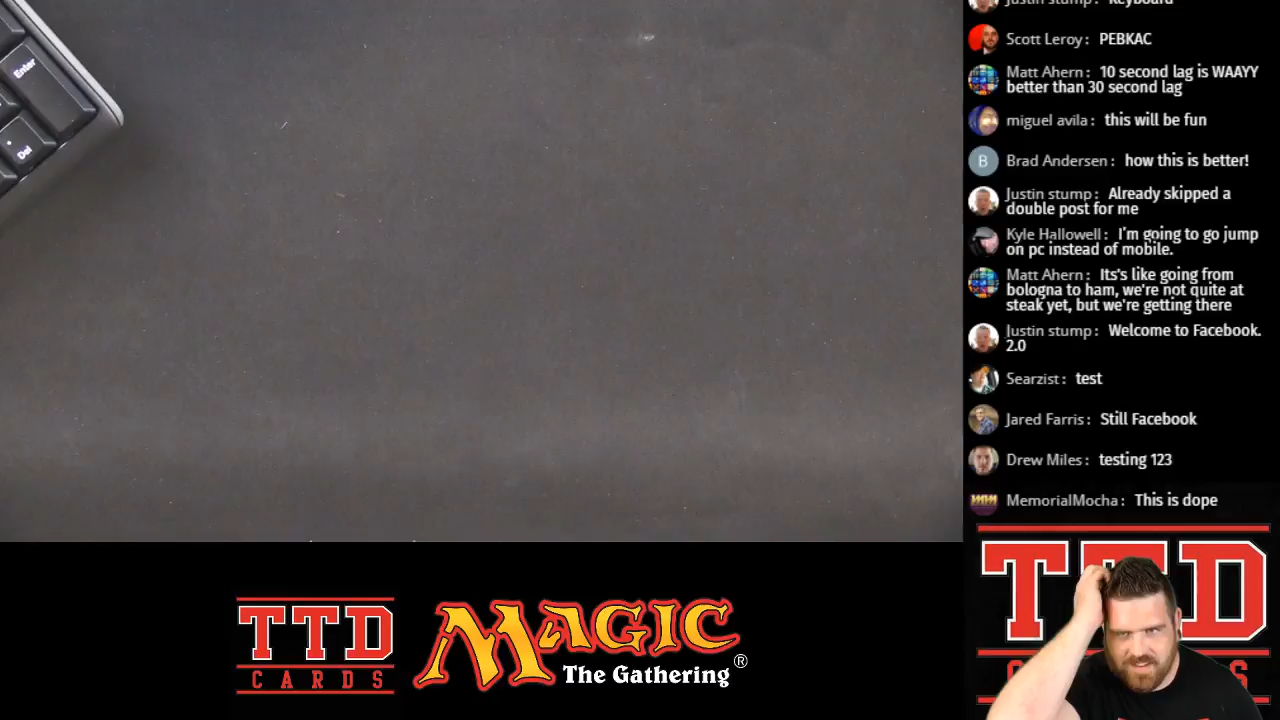 Enter
Del
Justin stump: Keyboard
Scott Leroy: PEBKAC
Matt Ahern: 10 second lag is WAAYY
better than 30 second lag
miguel avila: this will be fun
B
Brad Andersen: how this is better!
Justin stump: Already skipped a
double post for me
Kyle Hallowell: I'm going to go jump
on pc instead of mobile.
Matt Ahern: Its's like going from
bologna to ham, we're not quite at
steak yet, but we're getting there
Justin stump: Welcome to Facebook.
2.0
Searzist: test
Jared Farris: Still Facebook
Drew Miles: testing 123
MM
MemorialMocha: This is dope
TTD
CARDS
MAGIC
The Gathering®
TTD
C S